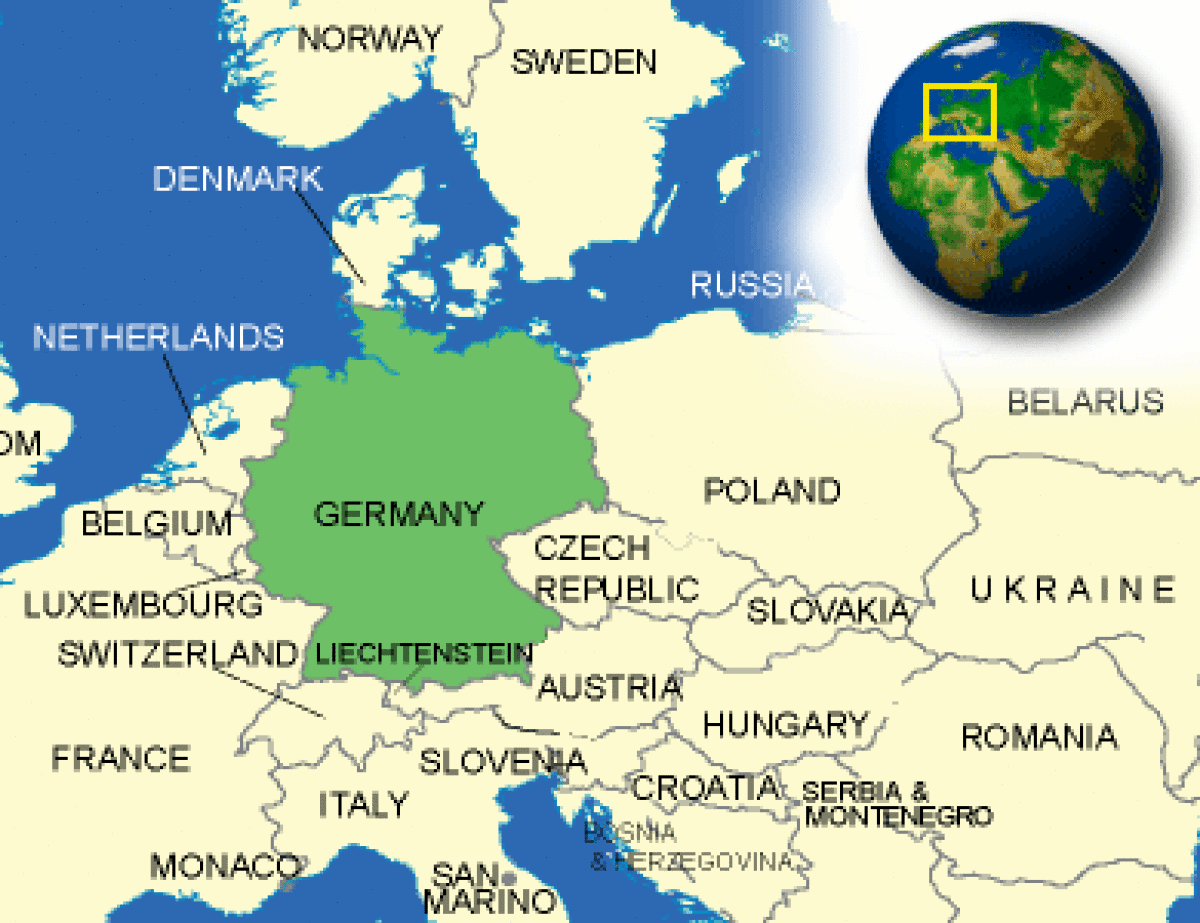 NORWAY
SWEDEN
DENMARK
RUSSIA
NETHERLANDS
BELARUS
OM
POLAND
GERMANY
BELGIUM
CZECH
REPUBLIC
UKRAINE
LUXEMBOURG
SLOVAKIA
SWITZERLAND
LIECHTENSTEIN
AUSTRIA
HUNGARY
ROMANIA
FRANCE
SLOVENIA
CROATIA
SERBIA &
MONTENEGRO
ITALY
BOSNIA
& HERZEGOVINA
MONACO
SAN
MARINO